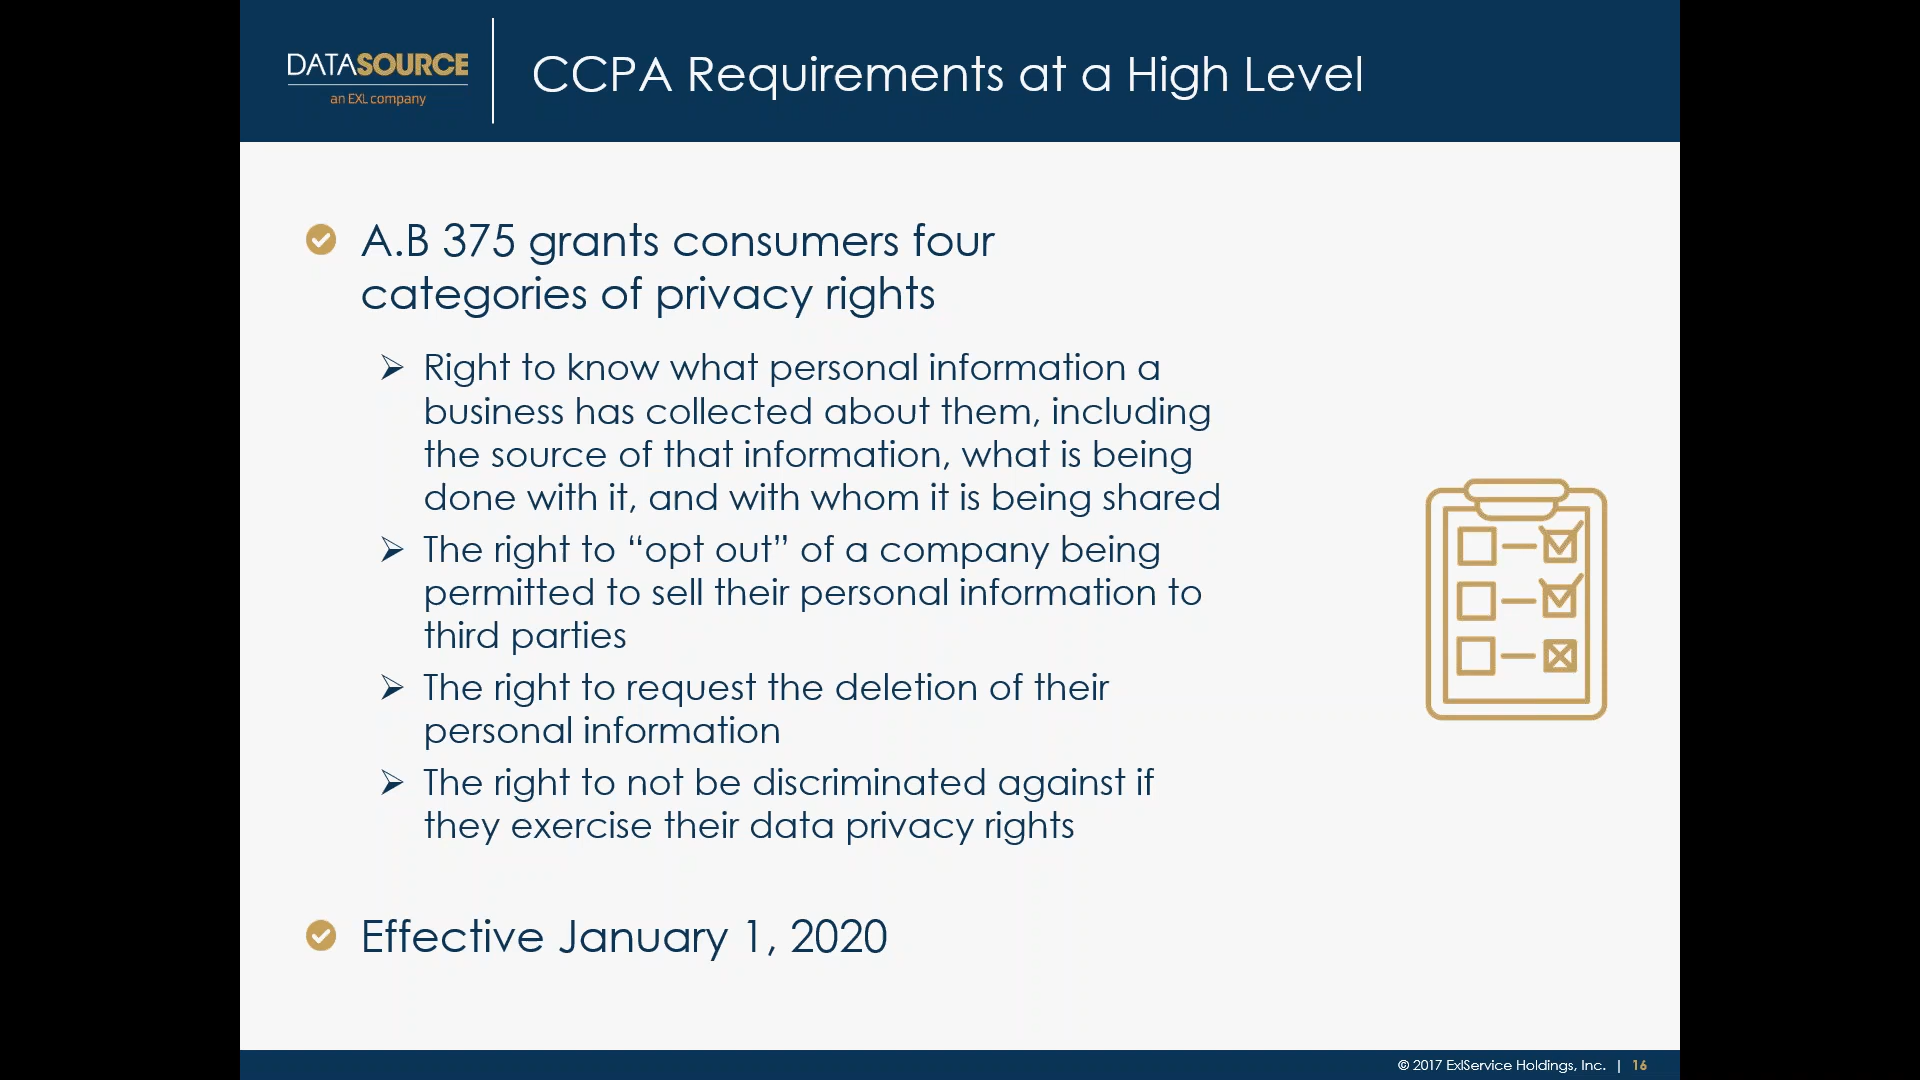 DATASOURCE
an EXL company
CCPA Requirements at a High Level
A.B 375 grants consumers four
categories of privacy rights
Right to know what personal information a
business has collected about them, including
the source of that information, what is being
done with it, and with whom it is being shared
The right to “opt out” of a company being
permitted to sell their personal information to
third parties
The right to request the deletion of their
personal information
The right to not be discriminated against if
they exercise their data privacy rights
Effective January 1, 2020
© 2017 ExlService Holdings, Inc. | 16